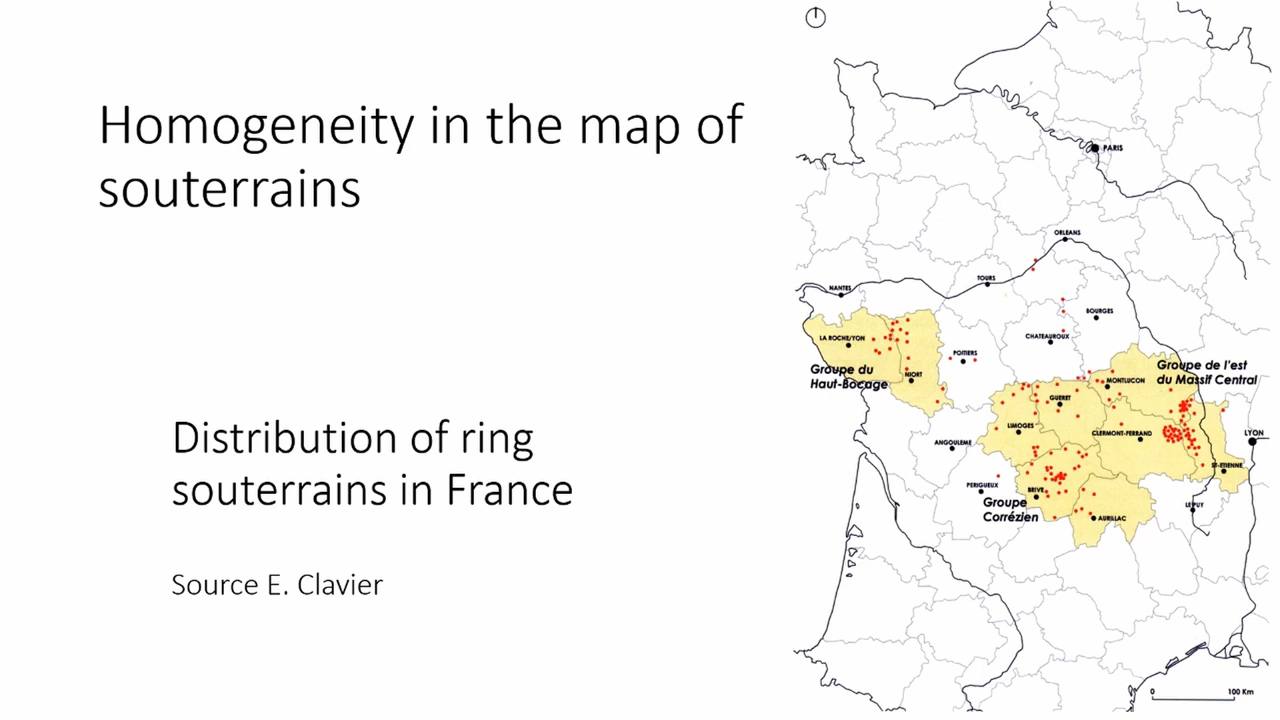 Homogeneity in the map of
souterrains
Distribution of ring
souterrains in France
Source E. Clavier
PARIS
ORLEANS
TOURS
NANTES
BOURGES
CHATEAUROUX
LA ROCHE/YON
POITIERS
Groupe du
Haut-Bocage
NIORT
Groupe de l'est
du Massif Central
MONTLUCON
GUERET
LIMOGES
CLERMONT-FERRAND
LYON
ANGOULEME
ST-ETIENNE
PERIGUEUX
BRIVE
Groupe
Corrézien
LE PUY
AURILLAC
0 100 Km